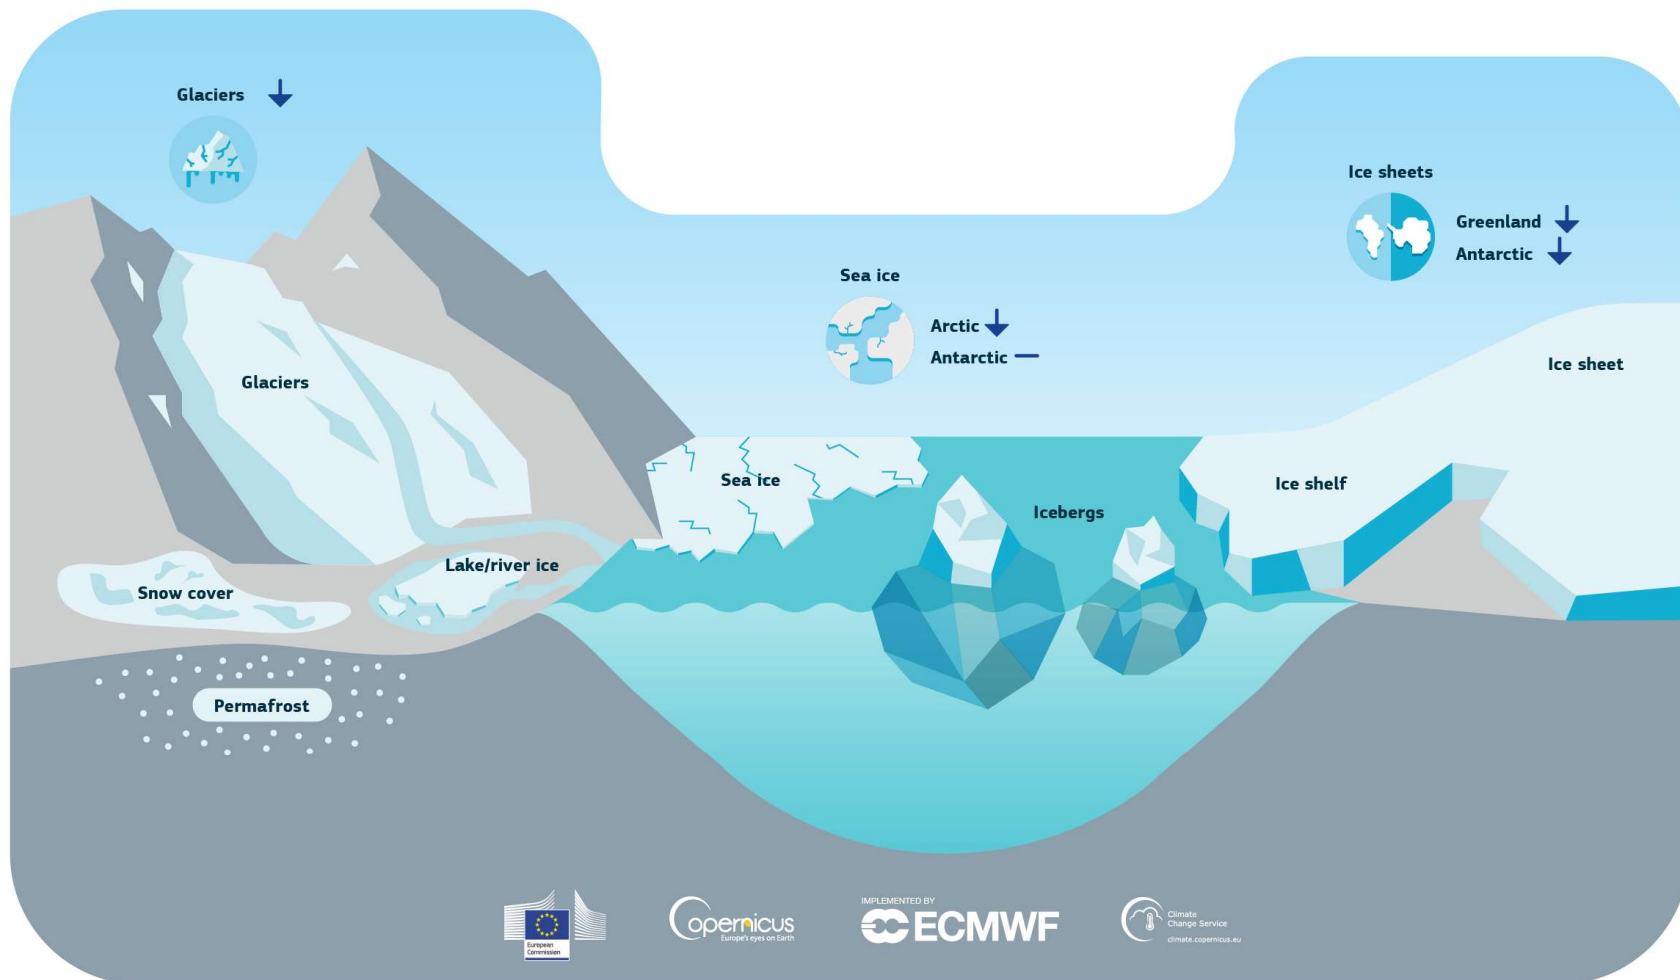 Glaciers
Ice sheets
Greenland
Antarctic
Sea ice
Arctic
Antarctic
Ice sheet
Glaciers
Sea ice
Ice shelf
Icebergs
Lake/river ice
Snow cover
Permafrost
European
Commission
Copernicus
Europe's eyes on Earth
IMPLEMENTED BY
ECMWF
Climate
Change Service
climate.copernicus.eu